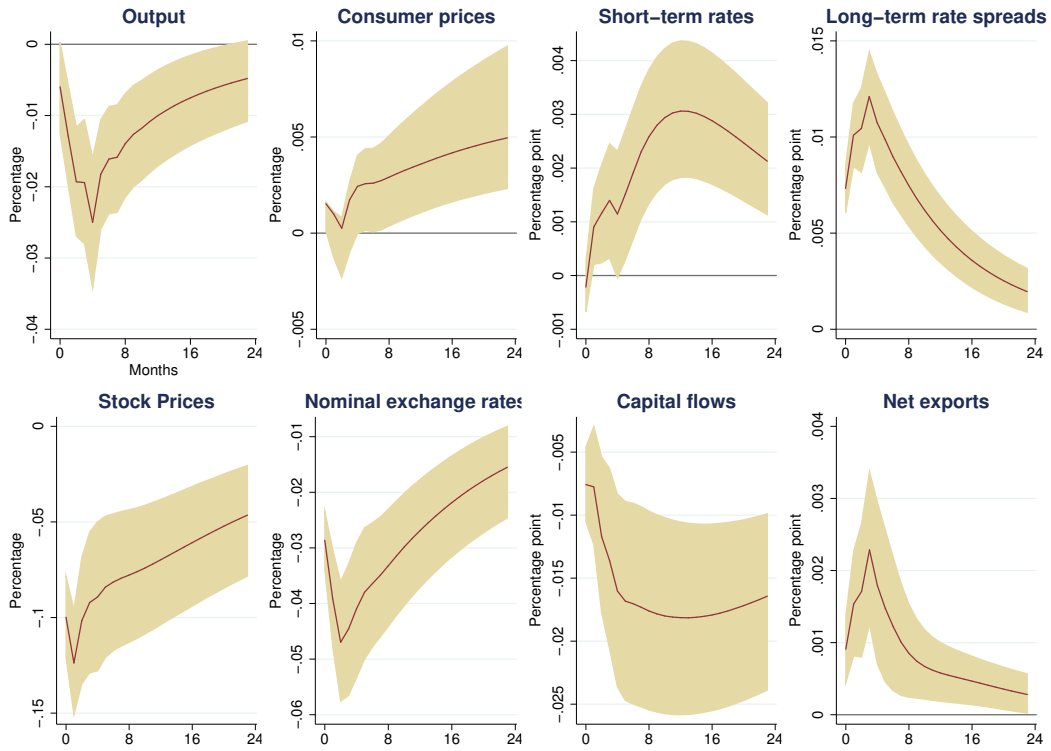 Output
Percentage
0
−.01
−.02
−.03
−.04
0 8 16 24
Months
Consumer prices
Percentage
.01
.005
0
−.005
0 8 16 24
Short−term rates
Percentage point
.004
.003
.002
.001
0
−.001
0 8 16 24
Long−term rate spreads
Percentage point
.015
.01
.005
0
0 8 16 24
Stock Prices
Percentage
0
−.05
−.1
−.15
0 8 16 24
Nominal exchange rates
Percentage
−.01
−.02
−.03
−.04
−.05
−.06
0 8 16 24
Capital flows
Percentage point
−.005
−.01
−.015
−.02
−.025
0 8 16 24
Net exports
Percentage point
.004
.003
.002
.001
0
0 8 16 24